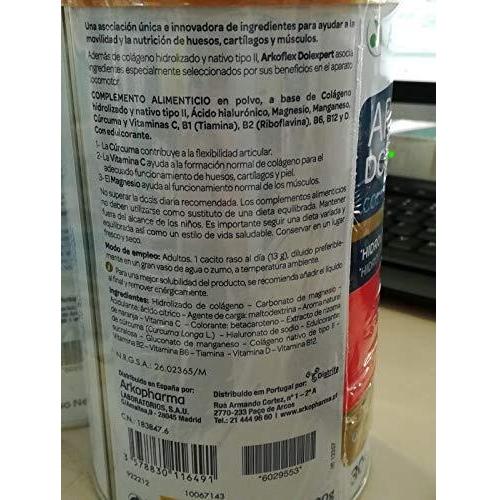 Una asociación única e innovadora de ingredientes para ayudar a la
movilidad y la nutrición de huesos, cartílagos y músculos.
Además de colágeno hidrolizado y nativo tipo II, Arkoflex Dolexpert asocia
ingredientes especialmente seleccionados por sus beneficios en el aparato
locomotor.
COMPLEMENTO ALIMENTICIO en polvo, a base de Colágeno
hidrolizado y nativo tipo II, Ácido hialurónico, Magnesio, Manganeso,
Cúrcuma y Vitaminas C, B1 (Tiamina), B2 (Riboflavina), B6, B12 y D.
Con edulcorante.
1- La Cúrcuma contribuye a la flexibilidad articular.
2- La Vitamina C ayuda a la formación normal de colágeno para el
adecuado funcionamiento de huesos, cartílagos y piel.
3- El Magnesio ayuda al funcionamiento normal de los músculos.
No superar la dosis diaria recomendada. Los complementos alimenticios
no deben utilizarse como sustituto de una dieta equilibrada. Mantener
fuera del alcance de los niños. Es importante seguir una dieta variada y
equilibrada así como un estilo de vida saludable. Conservar en un lugar
fresco y seco.
Modo de empleo: Adultos. 1 cacito raso al día (13 g), diluido preferible-
mente en un gran vaso de agua o zumo, a temperatura ambiente.
Para una mejor solubilidad del producto, se recomienda añadir el líquido
al final y remover enérgicamente.
Ingredientes: Hidrolizado de colágeno - Carbonato de magnesio -
Acidulante: ácido cítrico - Agente de carga: maltodextrina - Aroma natural
de naranja - Vitamina C - Colorante: betacaroteno - Extracto de rizoma
de cúrcuma (Curcuma Longa L.) - Hialuronato de sodio - Edulcorante:
sucralosa - Gluconato de manganeso - Colágeno nativo de tipo II -
Vitamina B2 - Vitamina B6 - Tiamina - Vitamina D - Vitamina B12.
N.R.G.S.A.: 26.02365/M
Distribuido en España por:
Arkopharma
LABORATORIOS, S.A.U.
28045 Madrid
C.N.: 183847.6
Distribuido en Portugal por:
Rua Armando Cortez, nº 1 - 2º A
2770-233 Paço de Arcos
Tel: 21 444 96 60
www.arkopharma.com
3 578830 116491
*6029553*
922212
10067143